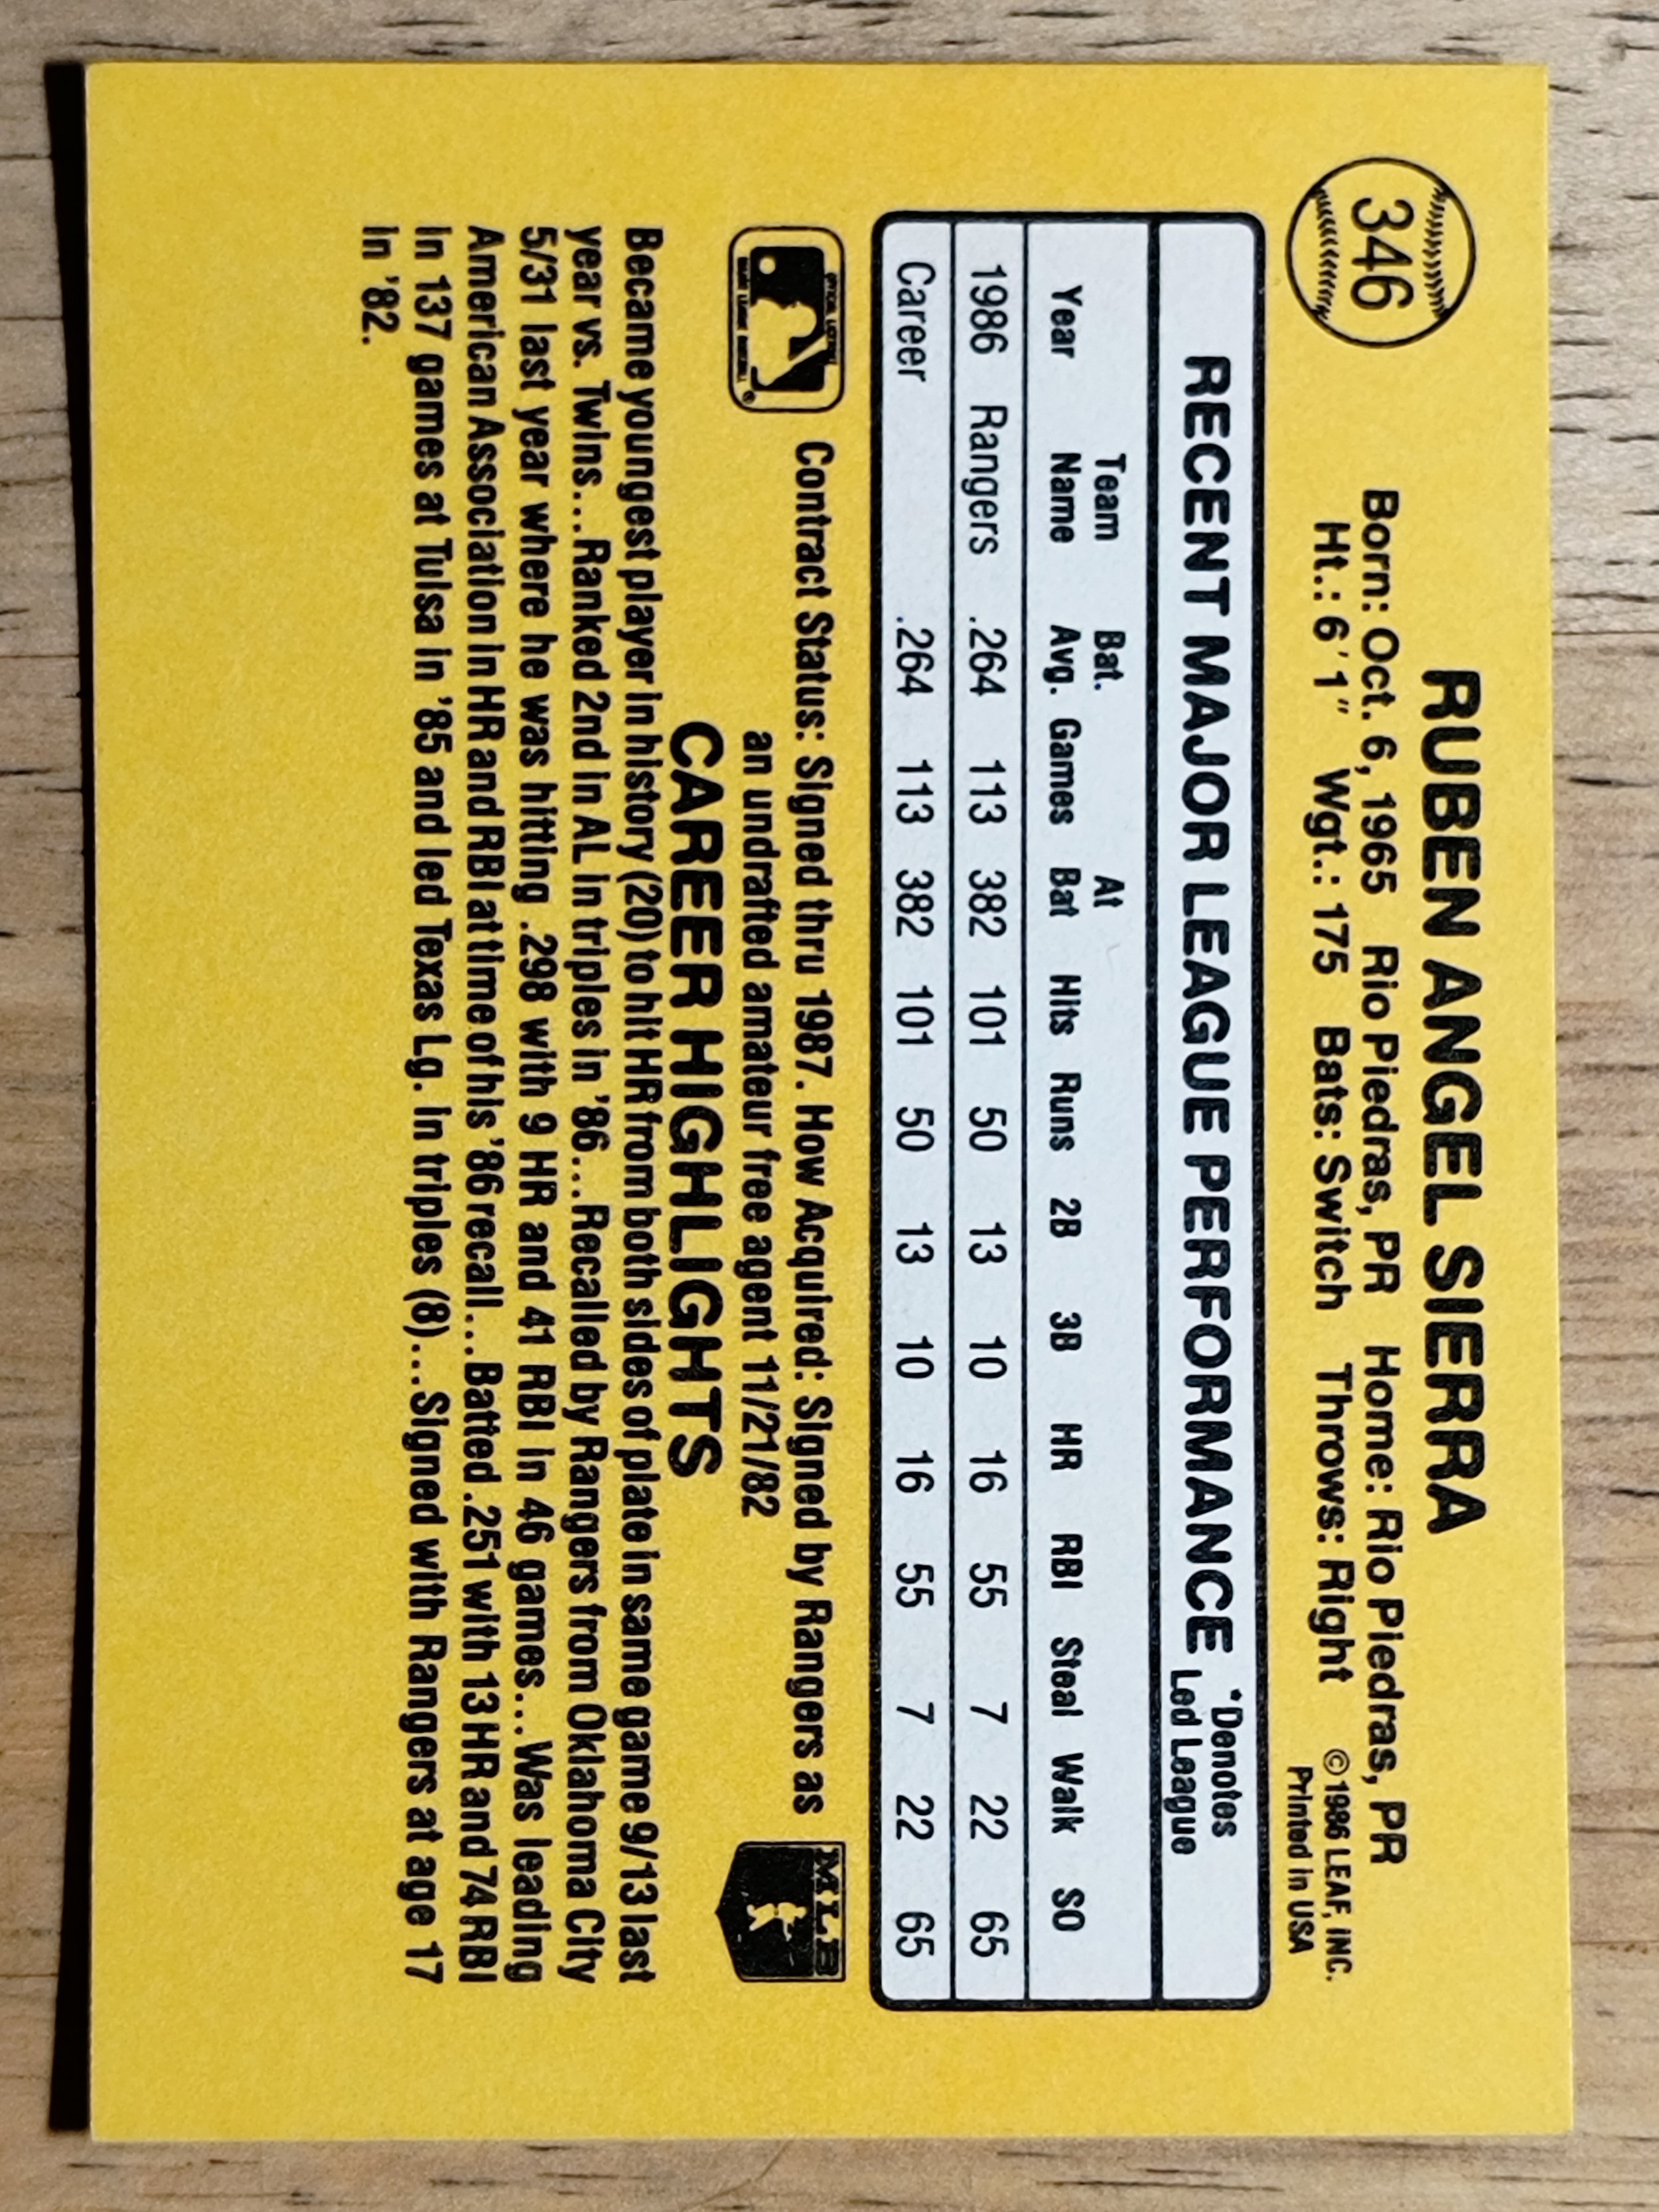 346
RUBEN ANGEL SIERRA
Born: Oct. 6, 1965 Rio Piedras, PR Home: Rio Piedras, PR
Ht.: 6'1" Wgt.: 175 Bats: Switch Throws: Right
©1986 LEAF, INC.
Printed in USA
RECENT MAJOR LEAGUE PERFORMANCE *Denotes Led League
Year Team Name Bat. Avg. Games At Bat Hits Runs 2B 3B HR RBI Steal Walk SO
1986 Rangers .264 113 382 101 50 13 10 16 55 7 22 65
Career .264 113 382 101 50 13 10 16 55 7 22 65
Contract Status: Signed thru 1987. How Acquired: Signed by Rangers as
an undrafted amateur free agent 11/21/82
MLB
CAREER HIGHLIGHTS
Became youngest player in history (20) to hit HR from both sides of plate in same game 9/13 last
year vs. Twins...Ranked 2nd in AL in triples in '86...Recalled by Rangers from Oklahoma City
5/31 last year where he was hitting .298 with 9 HR and 41 RBI in 46 games...Was leading
American Association in HR and RBI at time of his '86 recall...Batted .251 with 13 HR and 74 RBI
in 137 games at Tulsa in '85 and led Texas Lg. in triples (8)...Signed with Rangers at age 17
in '82.